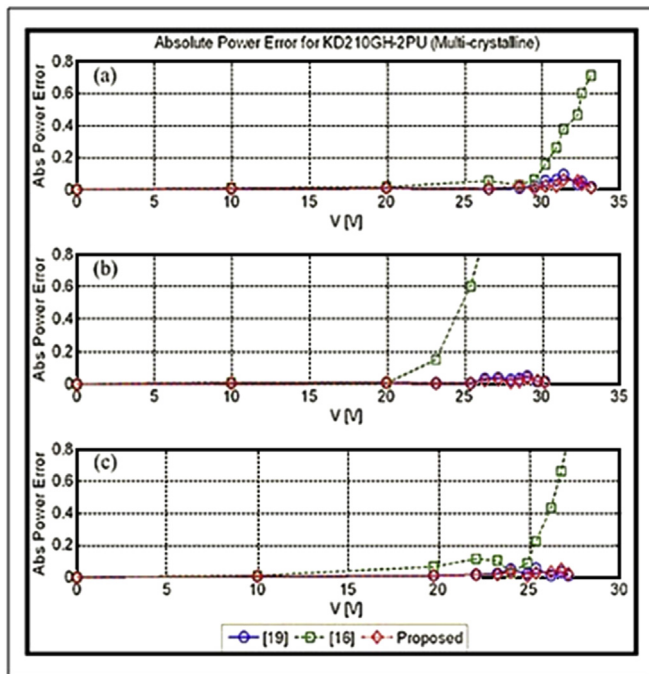 Absolute Power Error for KD210GH-2PU (Multi-crystalline)
(a)
Abs Power Error
0.8
0.6
0.4
0.2
0
0 5 10 15 20 25 30 35
V [V]
(b)
Abs Power Error
0.8
0.6
0.4
0.2
0
0 5 10 15 20 25 30 35
V [V]
(c)
Abs Power Error
0.8
0.6
0.4
0.2
0
0 5 10 15 20 25 30
V [V]
[19] [16] Proposed